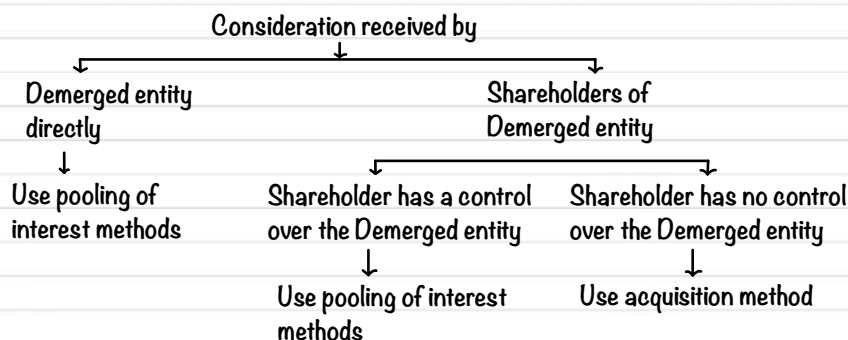 Consideration received by
Demerged entity
directly
Shareholders of
Demerged entity
Use pooling of
interest methods
Shareholder has a control
over the Demerged entity
Shareholder has no control
over the Demerged entity
Use pooling of interest
methods
Use acquisition method